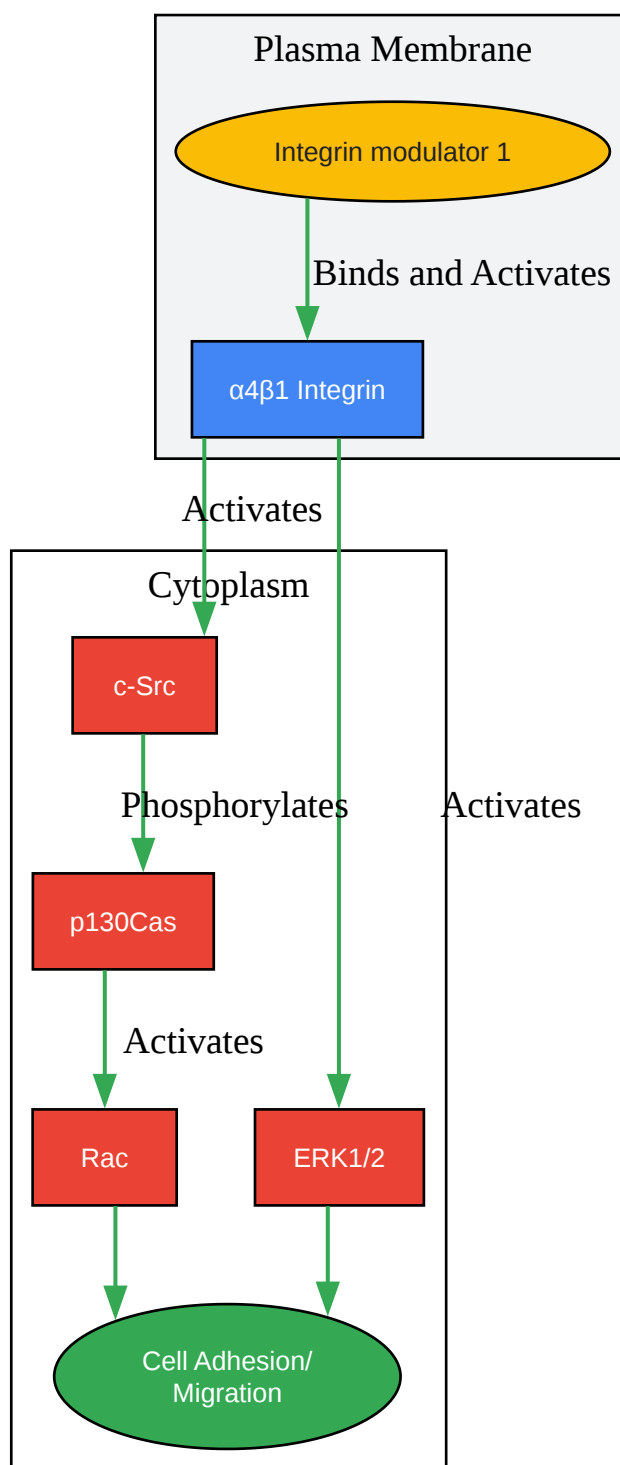 Plasma Membrane
Integrin modulator 1
Binds and Activates
α4β1 Integrin
Activates
Cytoplasm
c-Src
Phosphorylates
Activates
p130Cas
Activates
Rac
ERK1/2
Cell Adhesion/
Migration